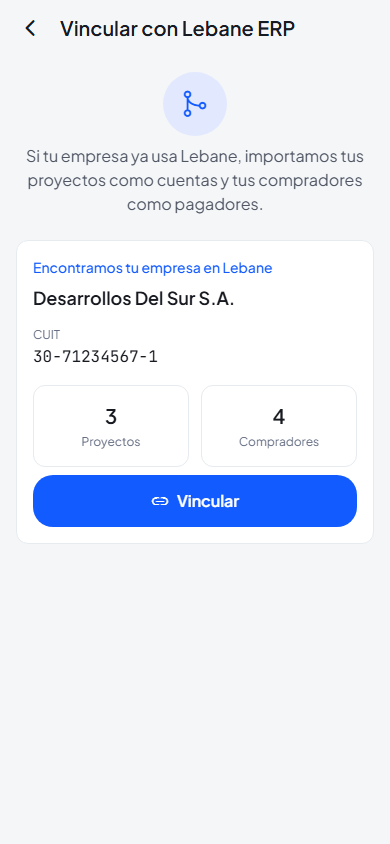 Vincular con Lebane ERP
Si tu empresa ya usa Lebane, importamos tus
proyectos como cuentas y tus compradores
como pagadores.
Encontramos tu empresa en Lebane
Desarrollos Del Sur S.A.
CUIT
30-71234567-1
3
Proyectos
4
Compradores
Vincular